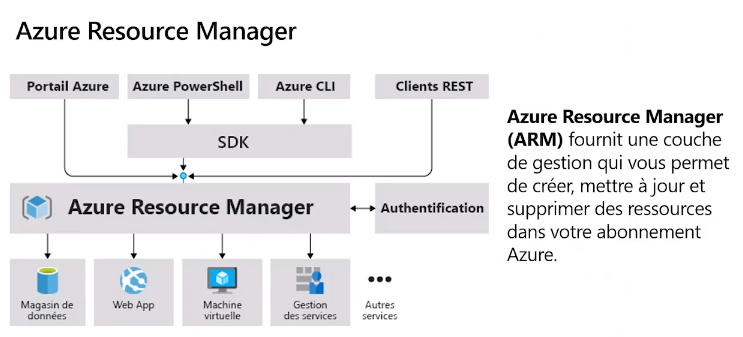 Azure Resource Manager
Portail Azure
Azure PowerShell
Azure CLI
Clients REST
SDK
Azure Resource Manager
Authentification
Magasin de
données
Web App
Machine
virtuelle
Gestion
des services
Autres
services
Azure Resource Manager
(ARM) fournit une couche
de gestion qui vous permet
de créer, mettre à jour et
supprimer des ressources
dans votre abonnement
Azure.